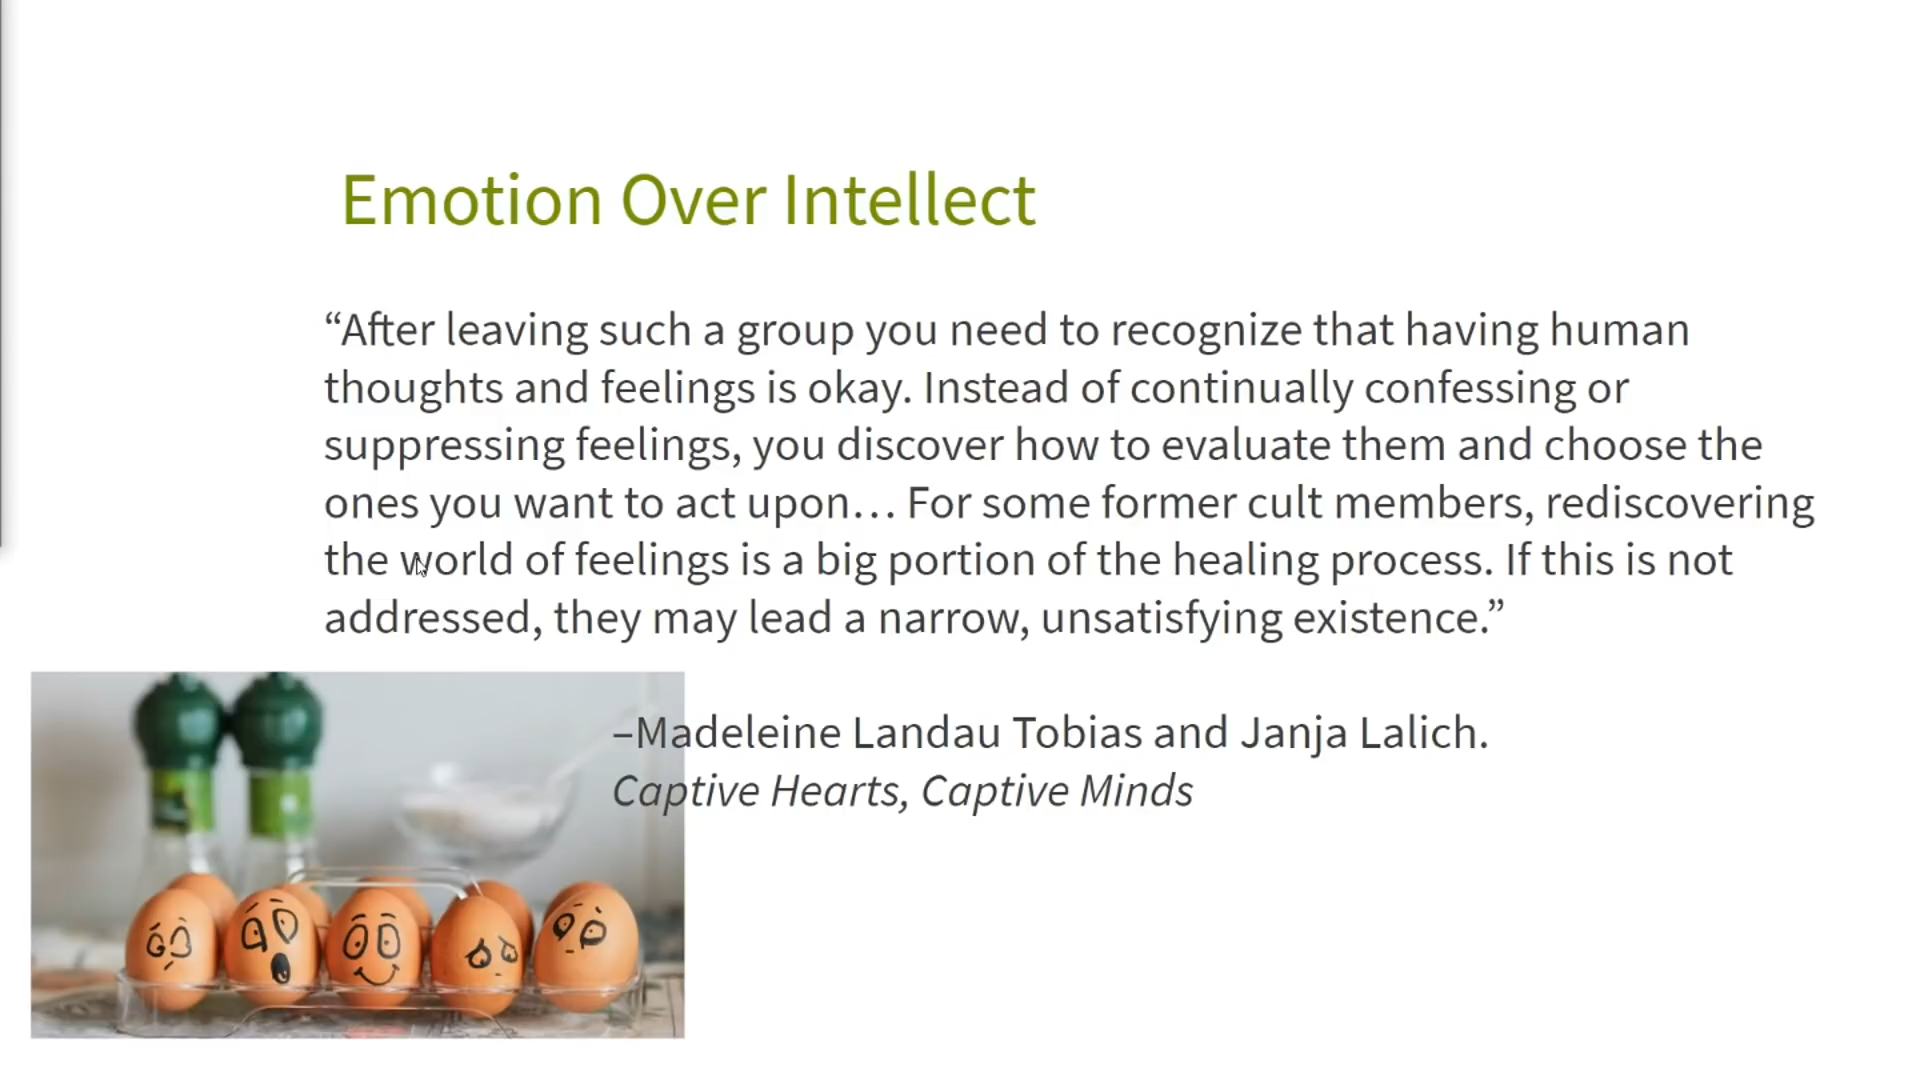 Emotion Over Intellect
“After leaving such a group you need to recognize that having human
thoughts and feelings is okay. Instead of continually confessing or
suppressing feelings, you discover how to evaluate them and choose the
ones you want to act upon… For some former cult members, rediscovering
the world of feelings is a big portion of the healing process. If this is not
addressed, they may lead a narrow, unsatisfying existence.”
–Madeleine Landau Tobias and Janja Lalich.
Captive Hearts, Captive Minds